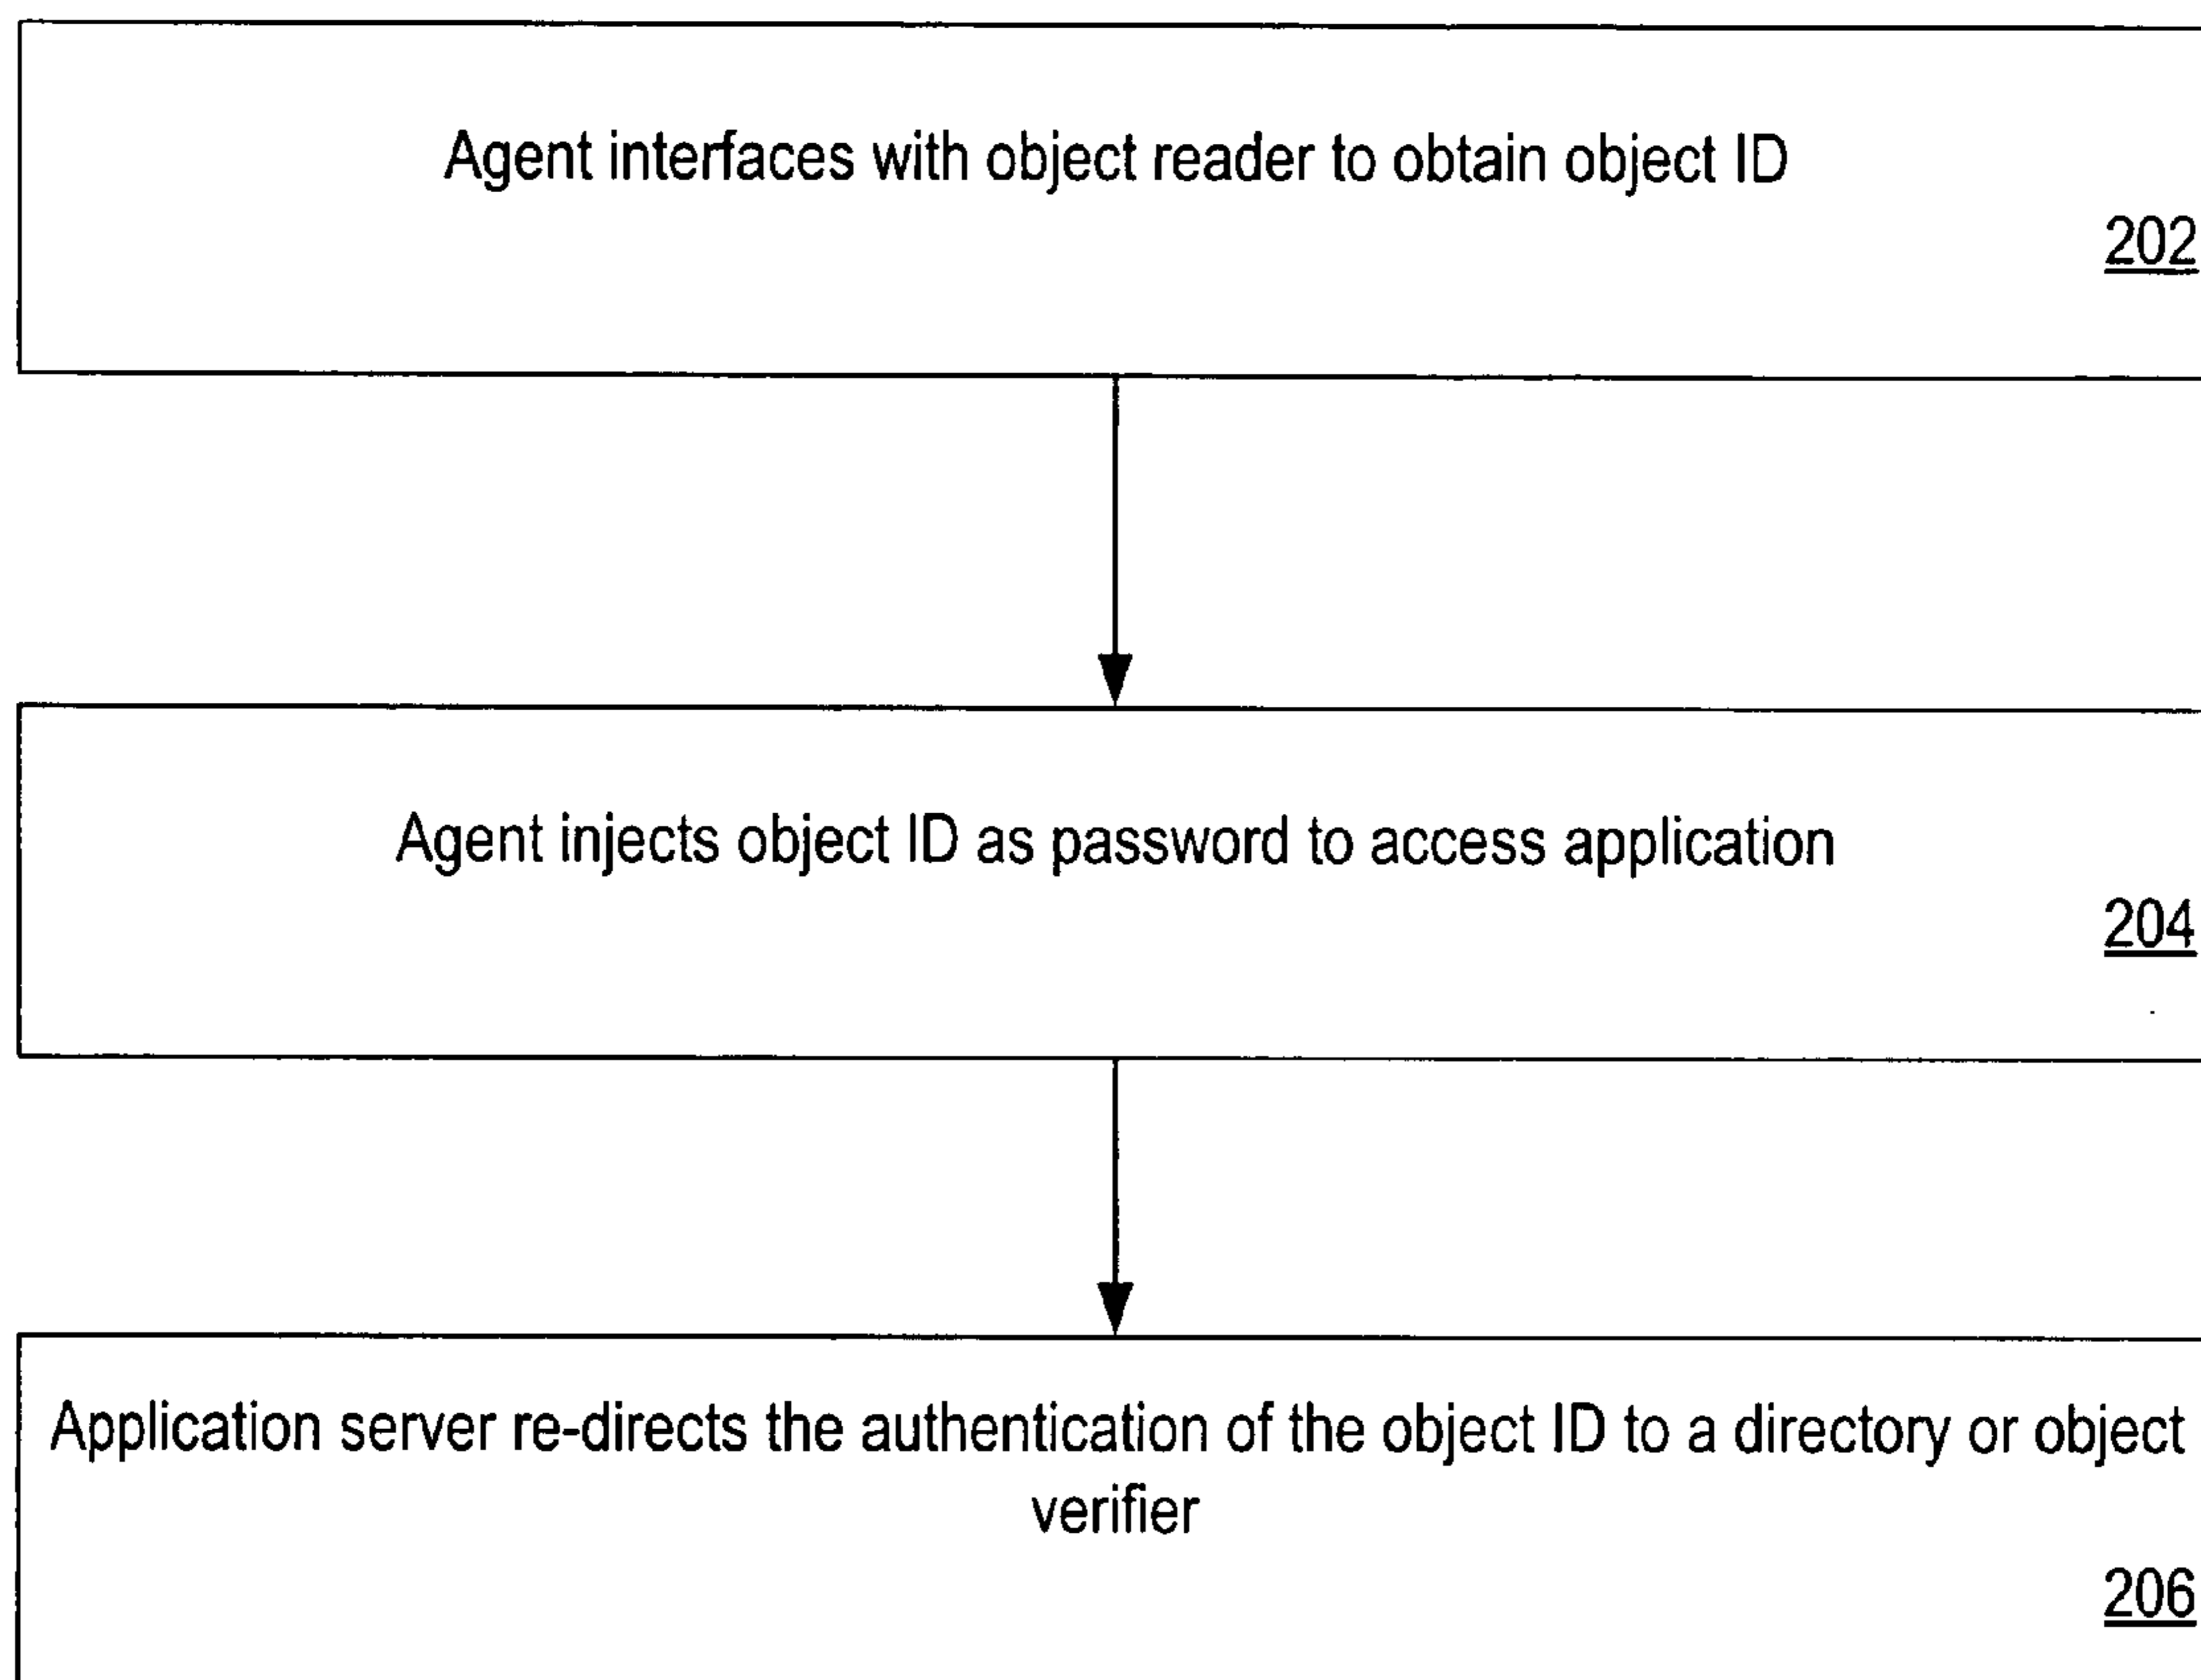 Agent interfaces with object reader to obtain object ID
202
Agent injects object ID as password to access application
204
Application server re-directs the authentication of the object ID to a directory or object
verifier
206